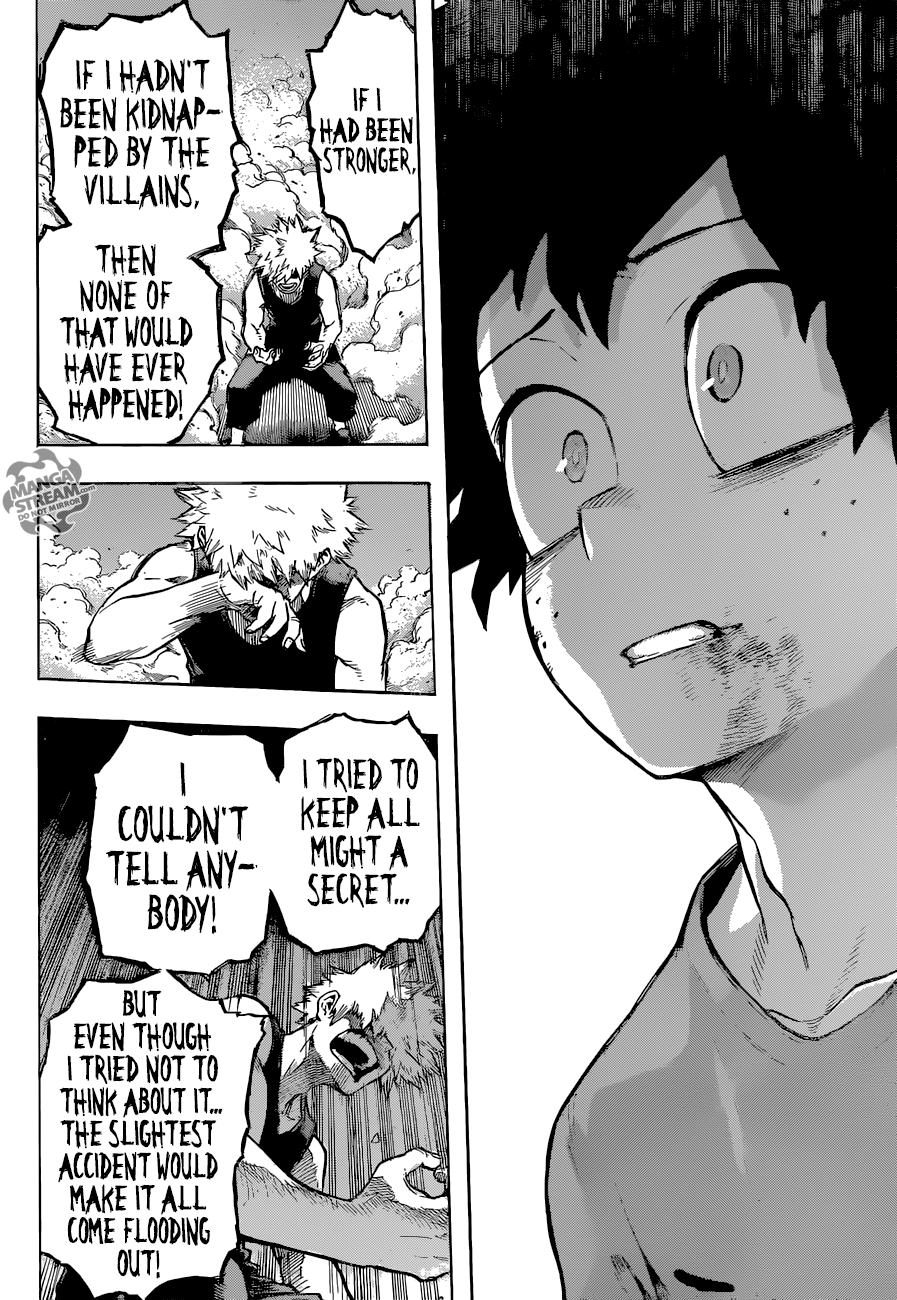 IF I
HAD BEEN
STRONGER,
IF I HADN'T
BEEN KIDNAP-
PED BY THE
VILLAINS,
THEN
NONE OF
THAT WOULD
HAVE EVER
HAPPENED!
MANGA
STREAM.com
DO NOT MIRROR
I TRIED TO
KEEP ALL
MIGHT A
SECRET...
I
COULDN'T
TELL ANY-
BODY!
BUT
EVEN THOUGH
I TRIED NOT TO
THINK ABOUT IT...
THE SLIGHTEST
ACCIDENT WOULD
MAKE IT ALL
COME FLOODING
OUT!